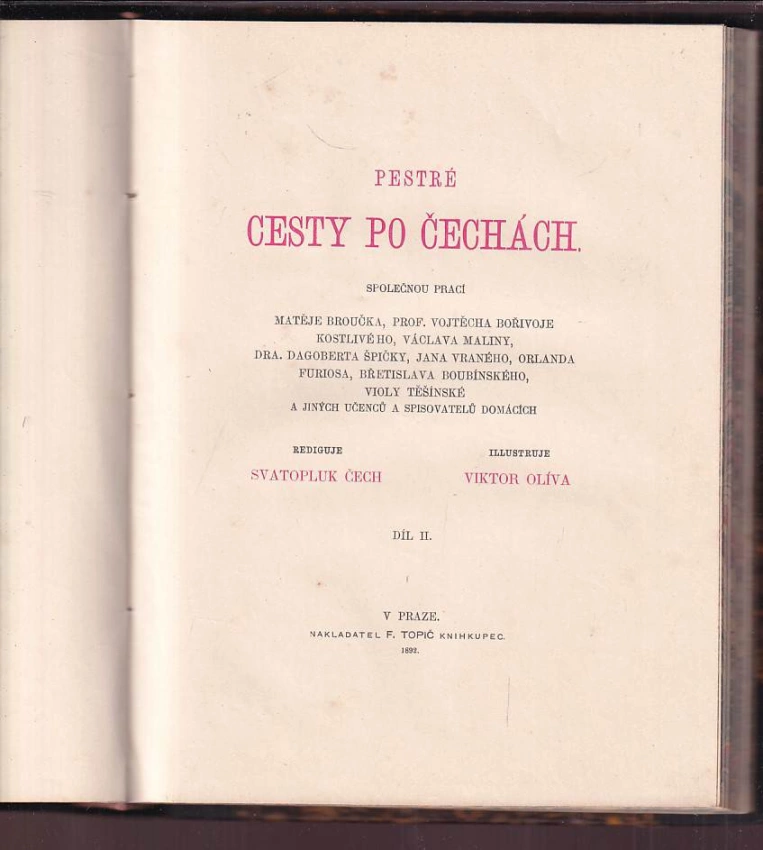 PESTRÉ
CESTY PO ČECHÁCH.
SPOLEČNOU PRACÍ
MATĚJE BROUČKA, PROF. VOJTĚCHA BOŘIVOJE
KOSTLIVÉHO, VÁCLAVA MALINY,
DRA. DAGOBERTA ŠPIČKY, JANA VRANÉHO, ORLANDA
FURIOSA, BŘETISLAVA BOUBÍNSKÉHO,
VIOLY TĚŠÍNSKÉ
A JINÝCH UČENCŮ A SPISOVATELŮ DOMÁCÍCH
REDIGUJE
SVATOPLUK ČECH
ILLUSTRUJE
VIKTOR OLÍVA
DÍL II.
V PRAZE.
NAKLADATEL F. TOPIČ KNIHKUPEC.
1892.